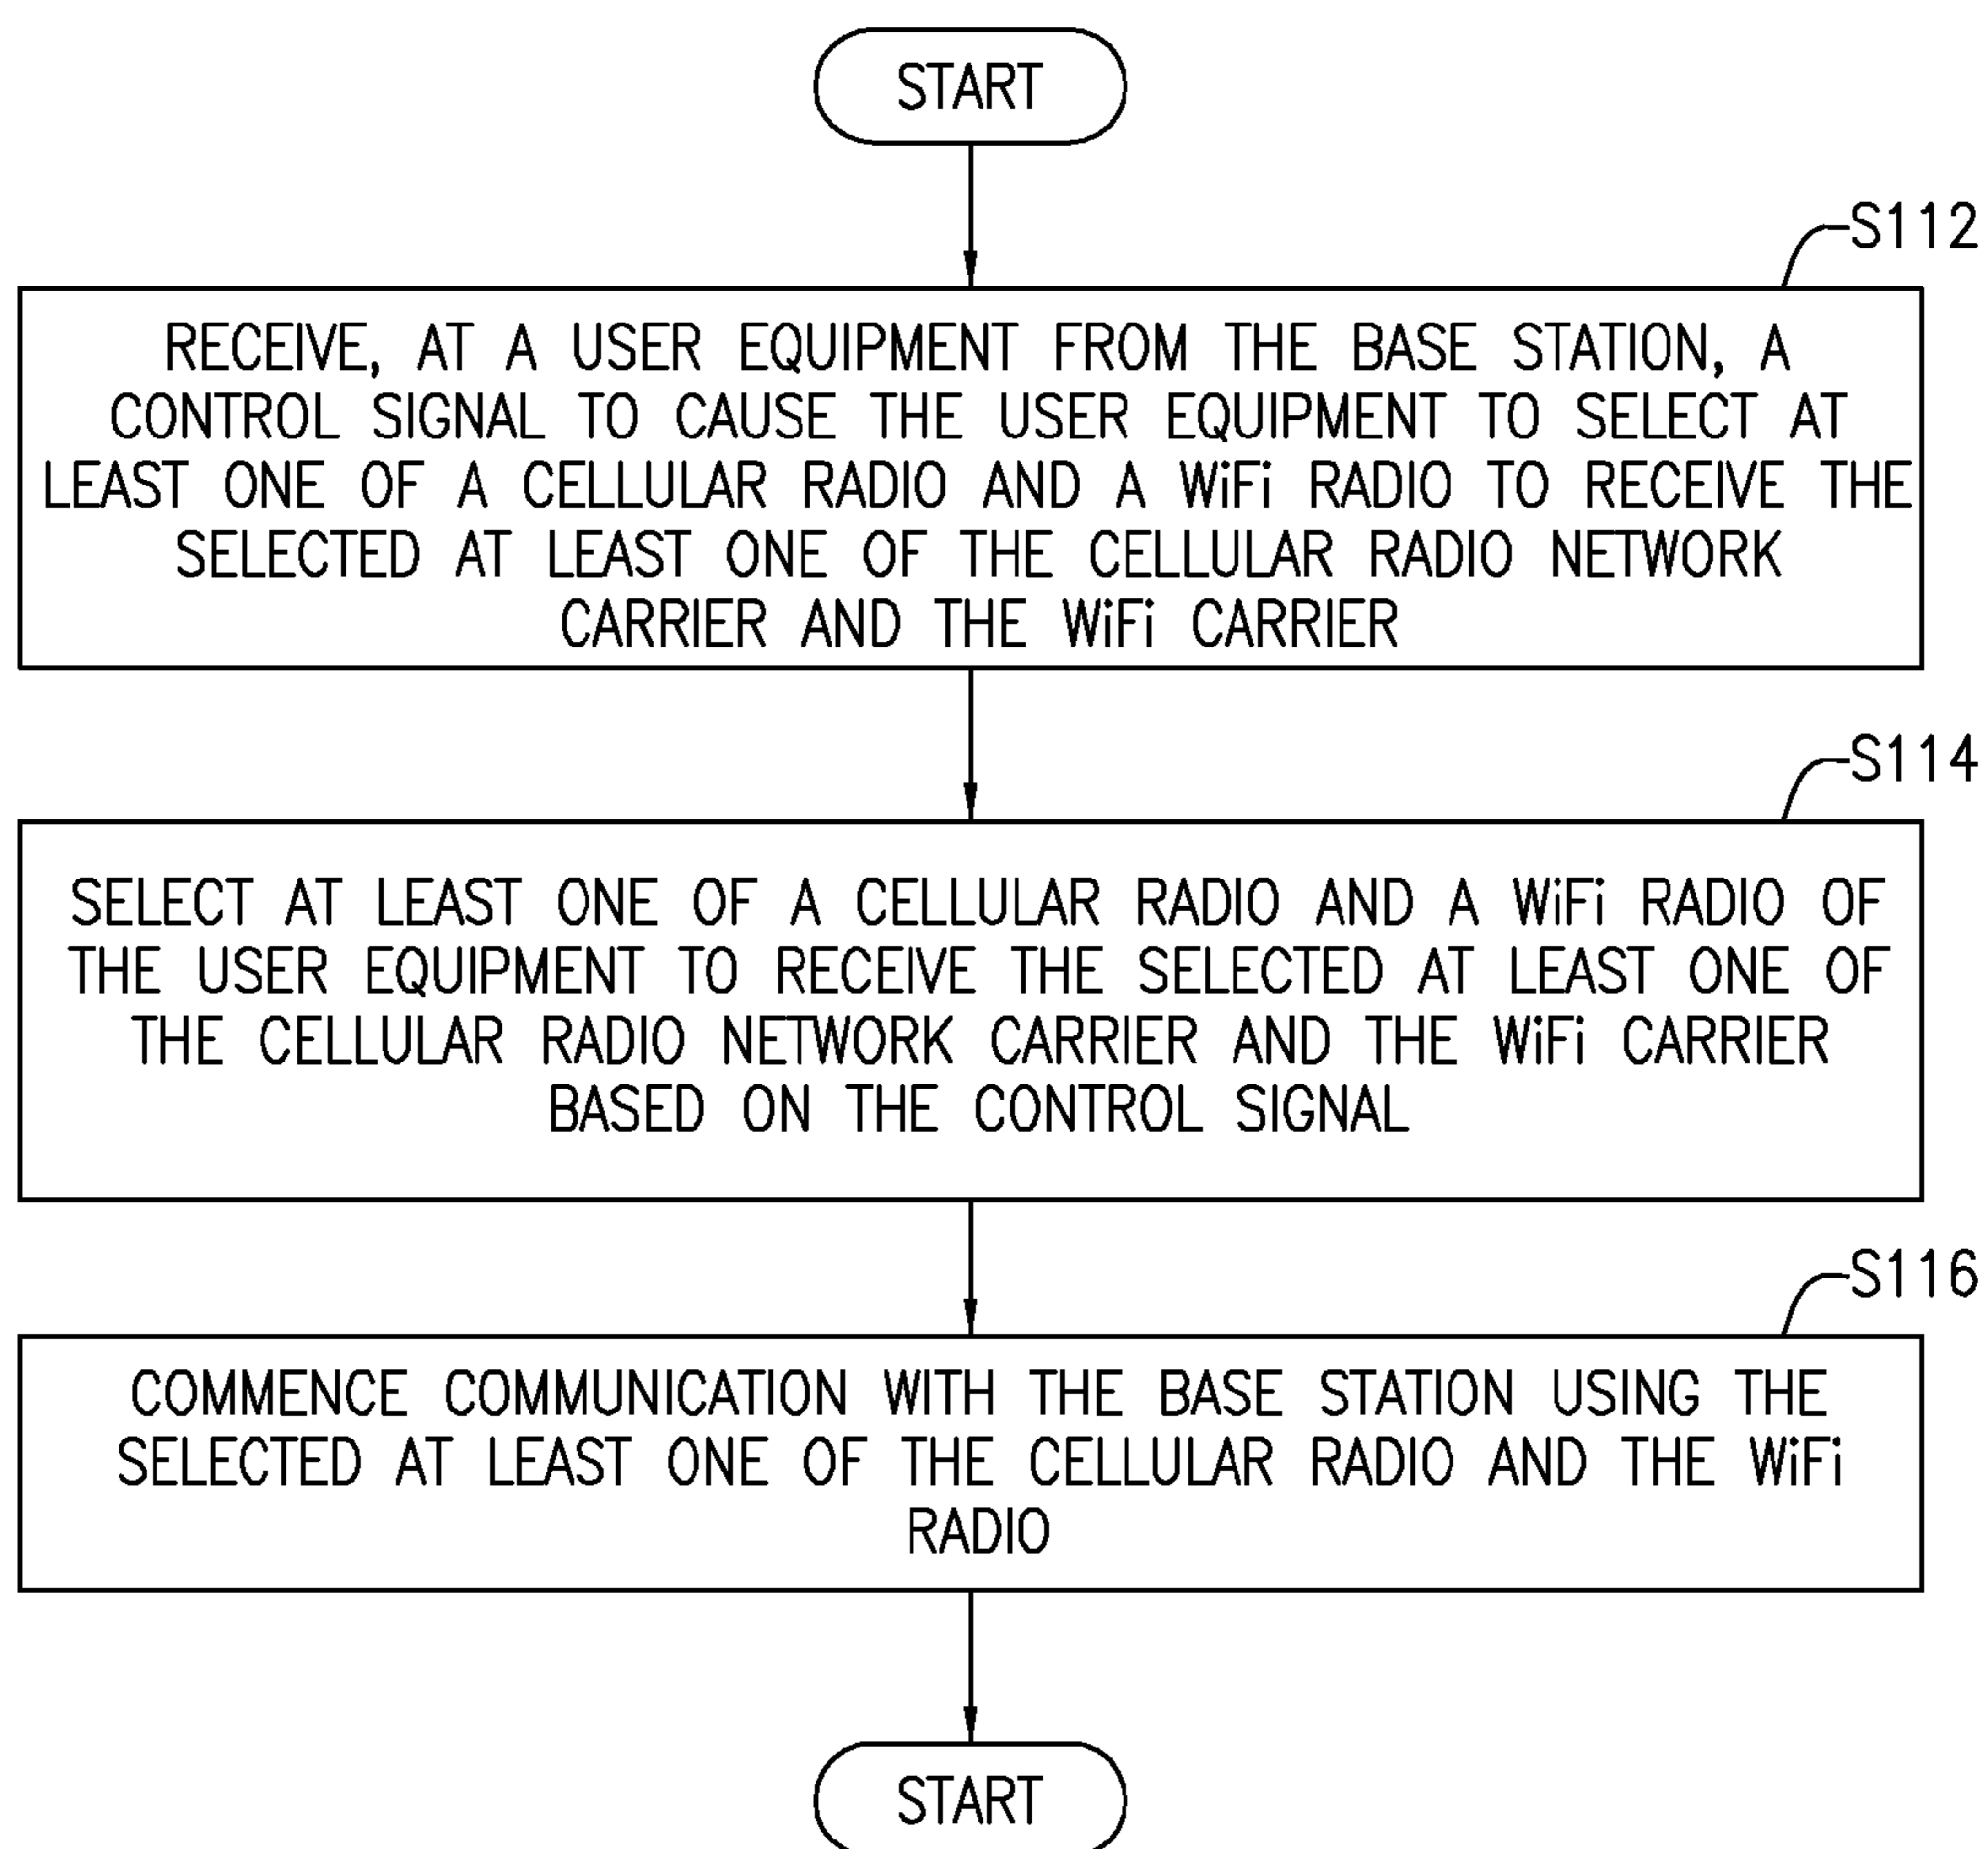 START
S112
RECEIVE, AT A USER EQUIPMENT FROM THE BASE STATION, A
CONTROL SIGNAL TO CAUSE THE USER EQUIPMENT TO SELECT AT
LEAST ONE OF A CELLULAR RADIO AND A WiFi RADIO TO RECEIVE THE
SELECTED AT LEAST ONE OF THE CELLULAR RADIO NETWORK
CARRIER AND THE WiFi CARRIER
S114
SELECT AT LEAST ONE OF A CELLULAR RADIO AND A WiFi RADIO OF
THE USER EQUIPMENT TO RECEIVE THE SELECTED AT LEAST ONE OF
THE CELLULAR RADIO NETWORK CARRIER AND THE WiFi CARRIER
BASED ON THE CONTROL SIGNAL
S116
COMMENCE COMMUNICATION WITH THE BASE STATION USING THE
SELECTED AT LEAST ONE OF THE CELLULAR RADIO AND THE WiFi
RADIO
START